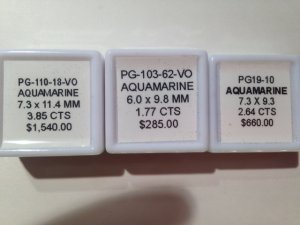 PG-110-18-VO
AQUAMARINE
7.3 x 11.4 MM
3.85 CTS
$1,540.00
PG-103-62-VO
AQUAMARINE
6.0 x 9.8 MM
1.77 CTS
$285.00
PG19-10
AQUAMARINE
7.3 X 9.3
2.64 CTS
$660.00